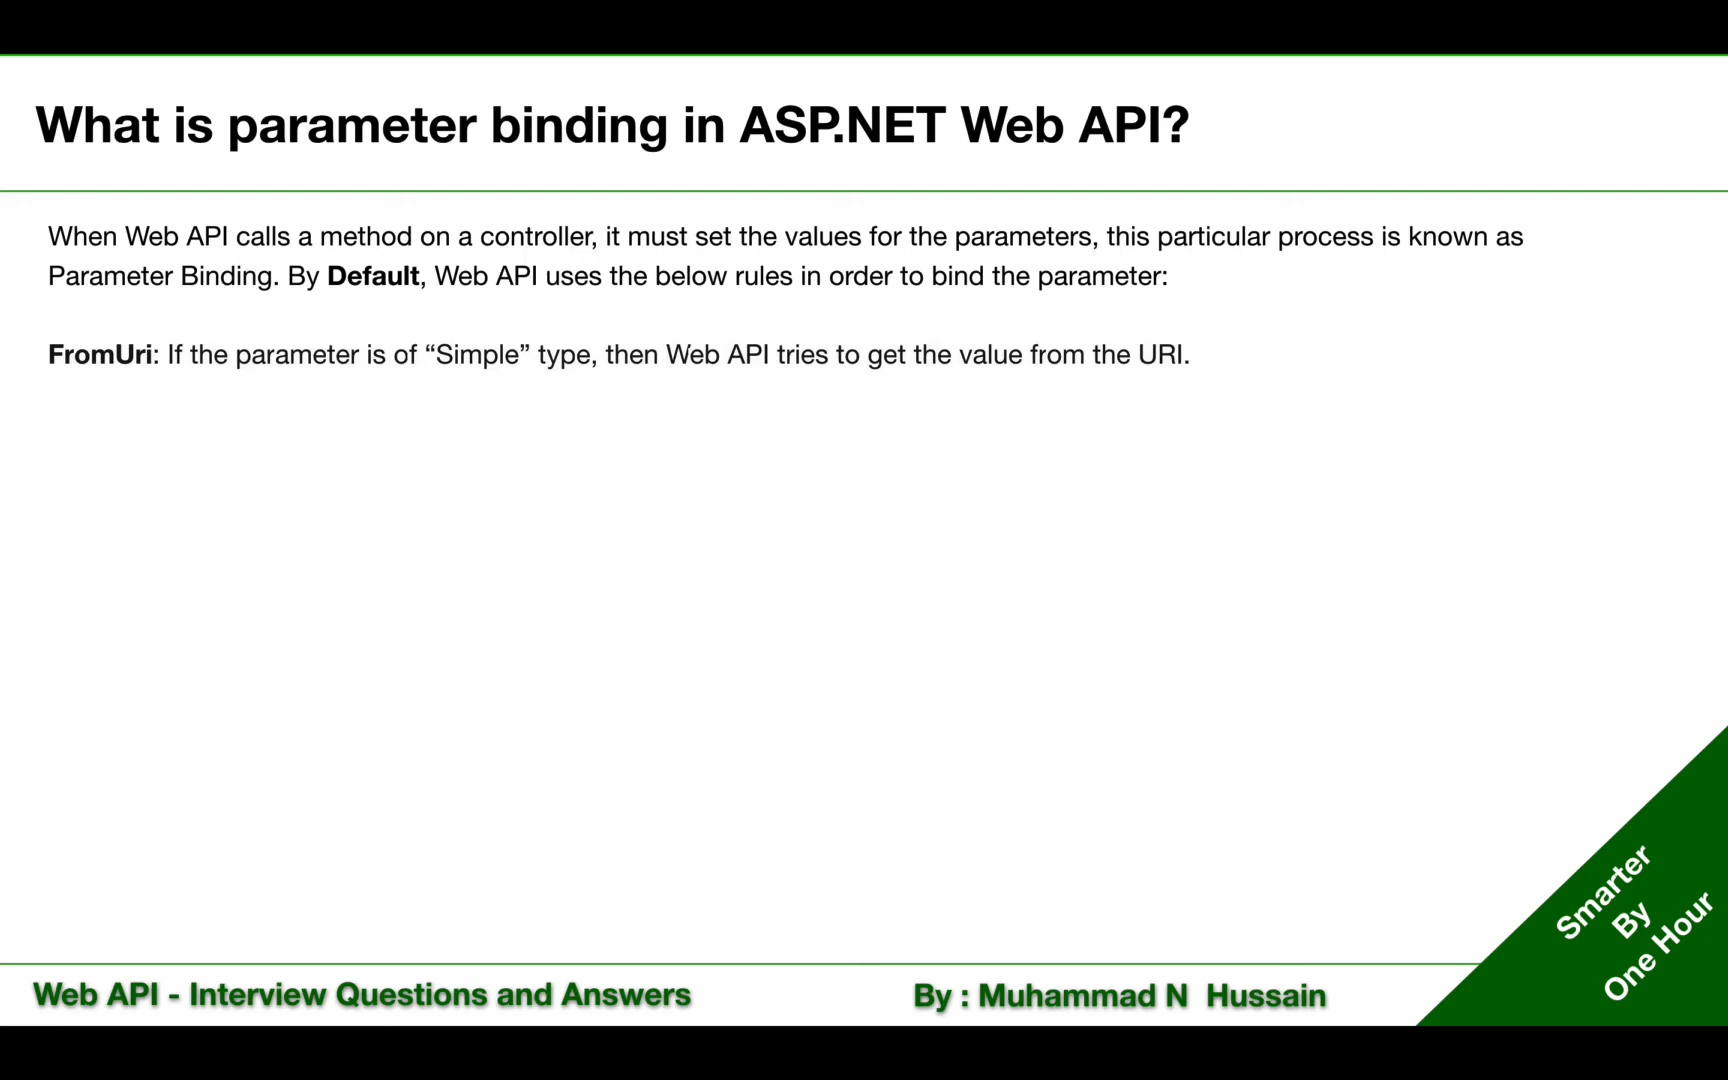 What is parameter binding in ASP.NET Web API?
When Web API calls a method on a controller, it must set the values for the parameters, this particular process is known as
Parameter Binding. By Default, Web API uses the below rules in order to bind the parameter:
FromUri: If the parameter is of “Simple” type, then Web API tries to get the value from the URI.
Smarter
By
One Hour
Web API - Interview Questions and Answers
By : Muhammad N  Hussain